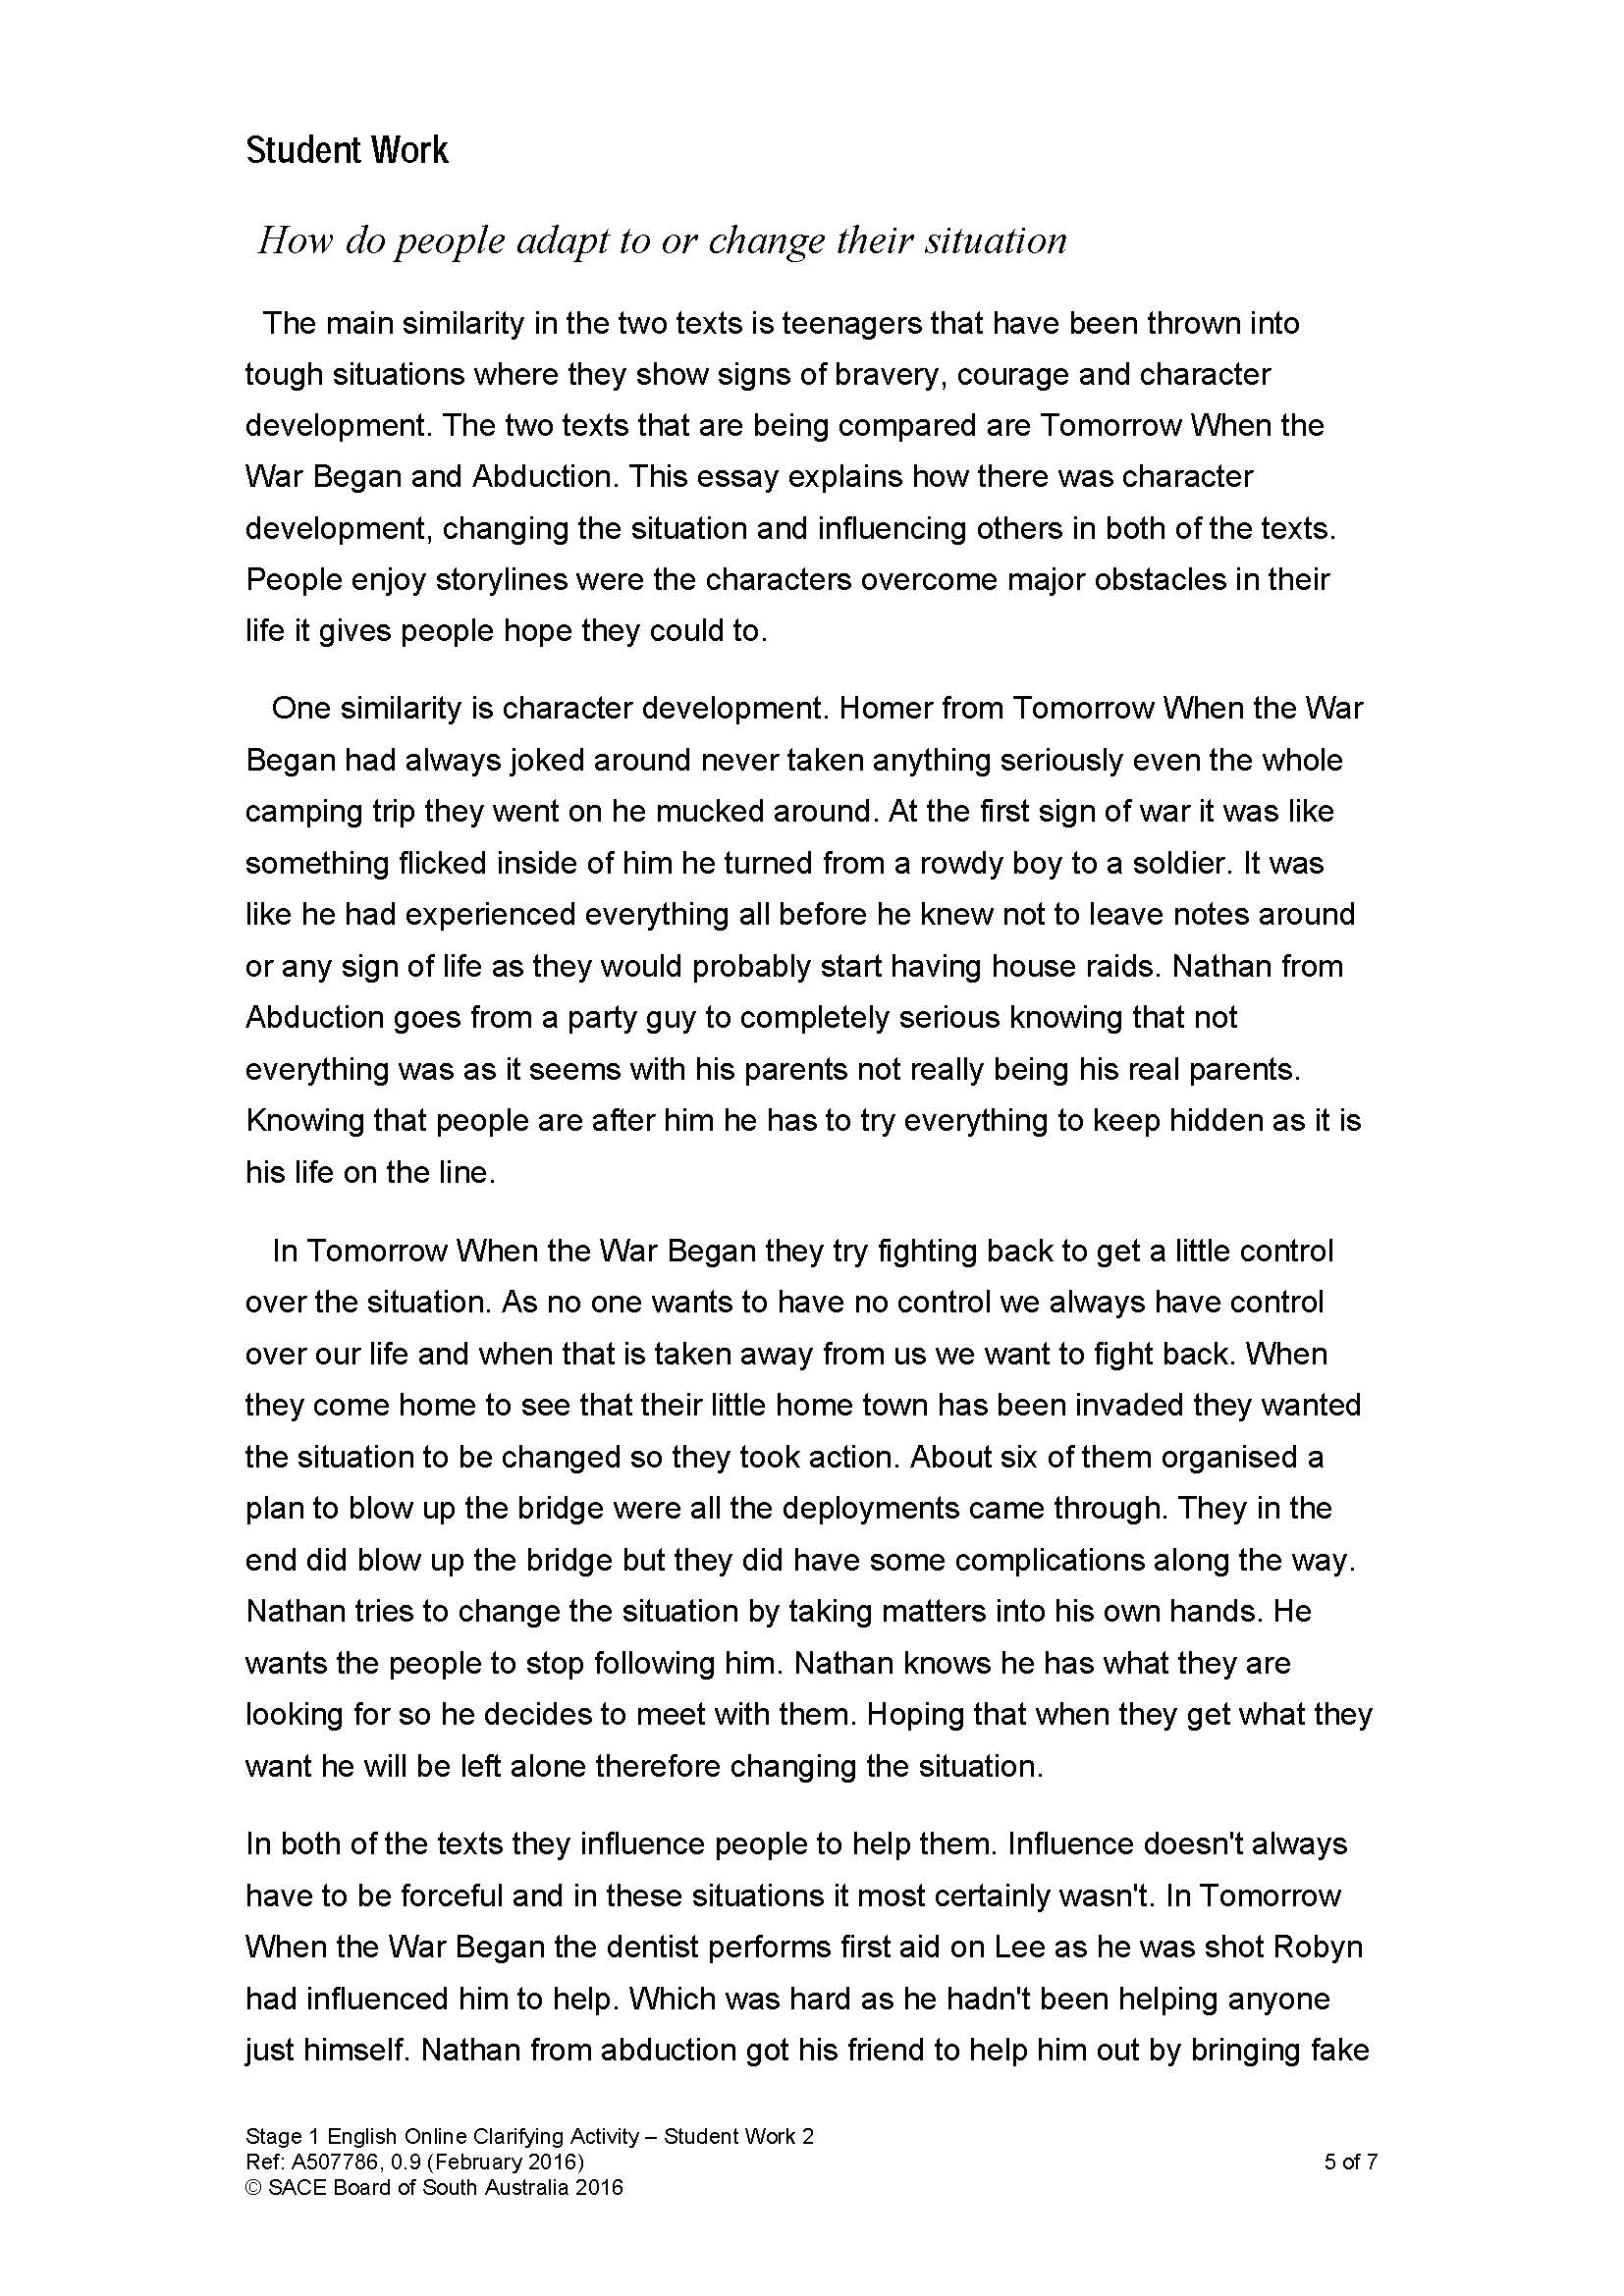 Student Work
How do people adapt to or change their situation
The main similarity in the two texts is teenagers that have been thrown into
tough situations where they show signs of bravery, courage and character
development. The two texts that are being compared are Tomorrow When the
War Began and Abduction. This essay explains how there was character
development, changing the situation and influencing others in both of the texts.
People enjoy storylines were the characters overcome major obstacles in their
life it gives people hope they could to.
One similarity is character development. Homer from Tomorrow When the War
Began had always joked around never taken anything seriously even the whole
camping trip they went on he mucked around. At the first sign of war it was like
something flicked inside of him he turned from a rowdy boy to a soldier. It was
like he had experienced everything all before he knew not to leave notes around
or any sign of life as they would probably start having house raids. Nathan from
Abduction goes from a party guy to completely serious knowing that not
everything was as it seems with his parents not really being his real parents.
Knowing that people are after him he has to try everything to keep hidden as it is
his life on the line.
In Tomorrow When the War Began they try fighting back to get a little control
over the situation. As no one wants to have no control we always have control
over our life and when that is taken away from us we want to fight back. When
they come home to see that their little home town has been invaded they wanted
the situation to be changed so they took action. About six of them organised a
plan to blow up the bridge were all the deployments came through. They in the
end did blow up the bridge but they did have some complications along the way.
Nathan tries to change the situation by taking matters into his own hands. He
wants the people to stop following him. Nathan knows he has what they are
looking for so he decides to meet with them. Hoping that when they get what they
want he will be left alone therefore changing the situation.
In both of the texts they influence people to help them. Influence doesn't always
have to be forceful and in these situations it most certainly wasn't. In Tomorrow
When the War Began the dentist performs first aid on Lee as he was shot Robyn
had influenced him to help. Which was hard as he hadn't been helping anyone
just himself. Nathan from abduction got his friend to help him out by bringing fake
Stage 1 English Online Clarifying Activity – Student Work 2
Ref: A507786, 0.9 (February 2016)
5 of 7
© SACE Board of South Australia 2016